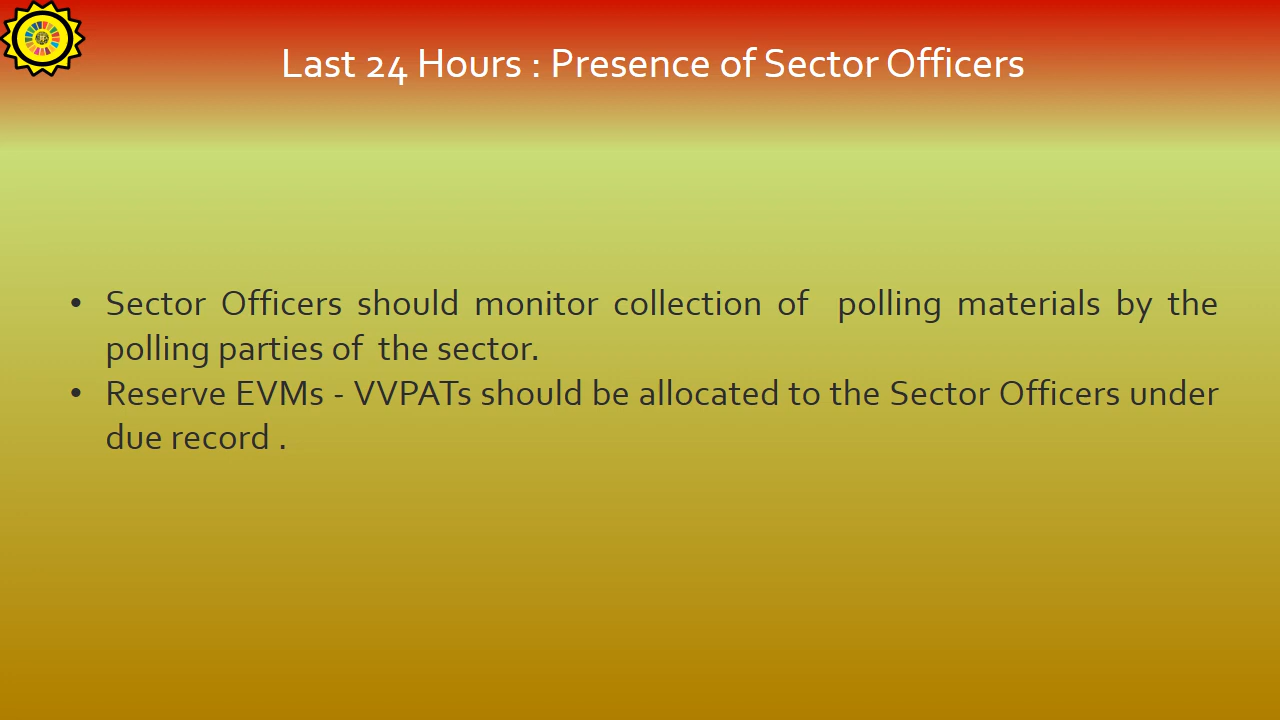 Last 24 Hours : Presence of Sector Officers
• Sector Officers should monitor collection of polling materials by the
polling parties of the sector.
• Reserve EVMs - VVPATs should be allocated to the Sector Officers under
due record .